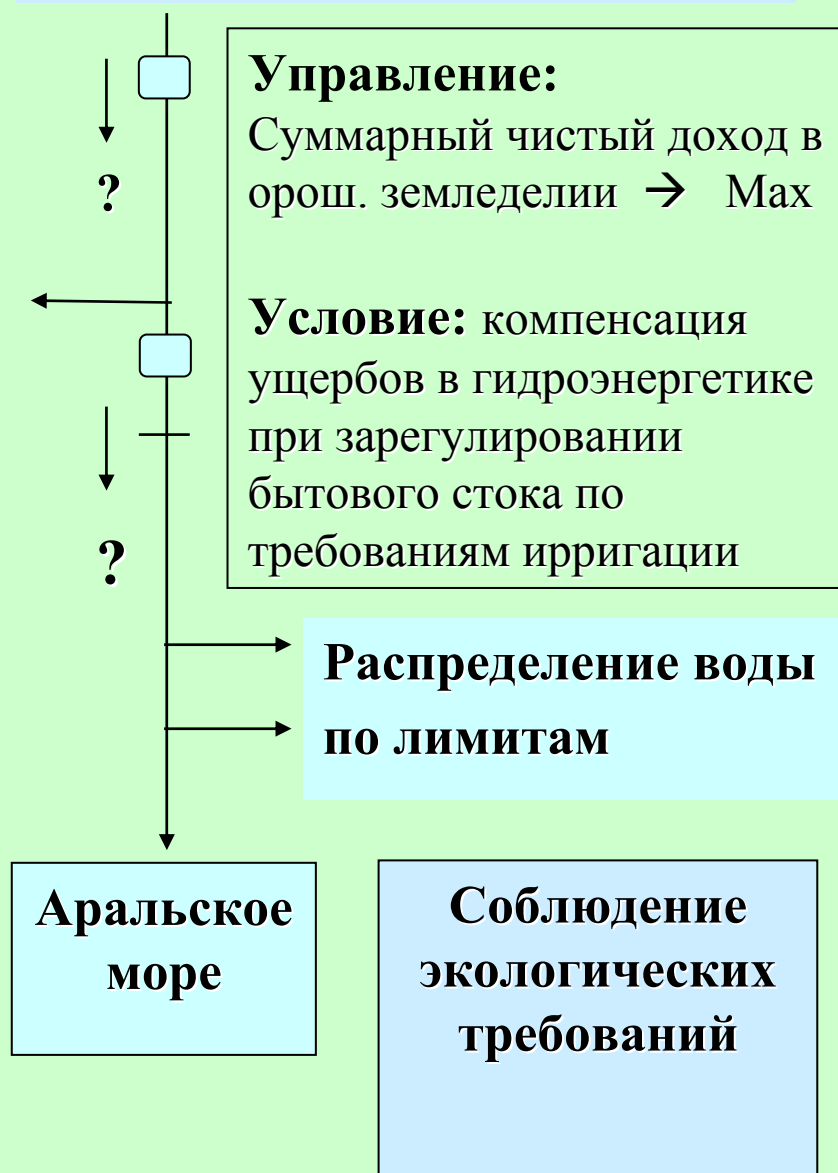 Управление:
Суммарный чистый доход в
орош. земледелии → Max
?
Условие: компенсация
ущербов в гидроэнергетике
при зарегулировании
бытового стока по
требованиям ирригации
?
Распределение воды
по лимитам
Аральское
море
Соблюдение
экологических
требований